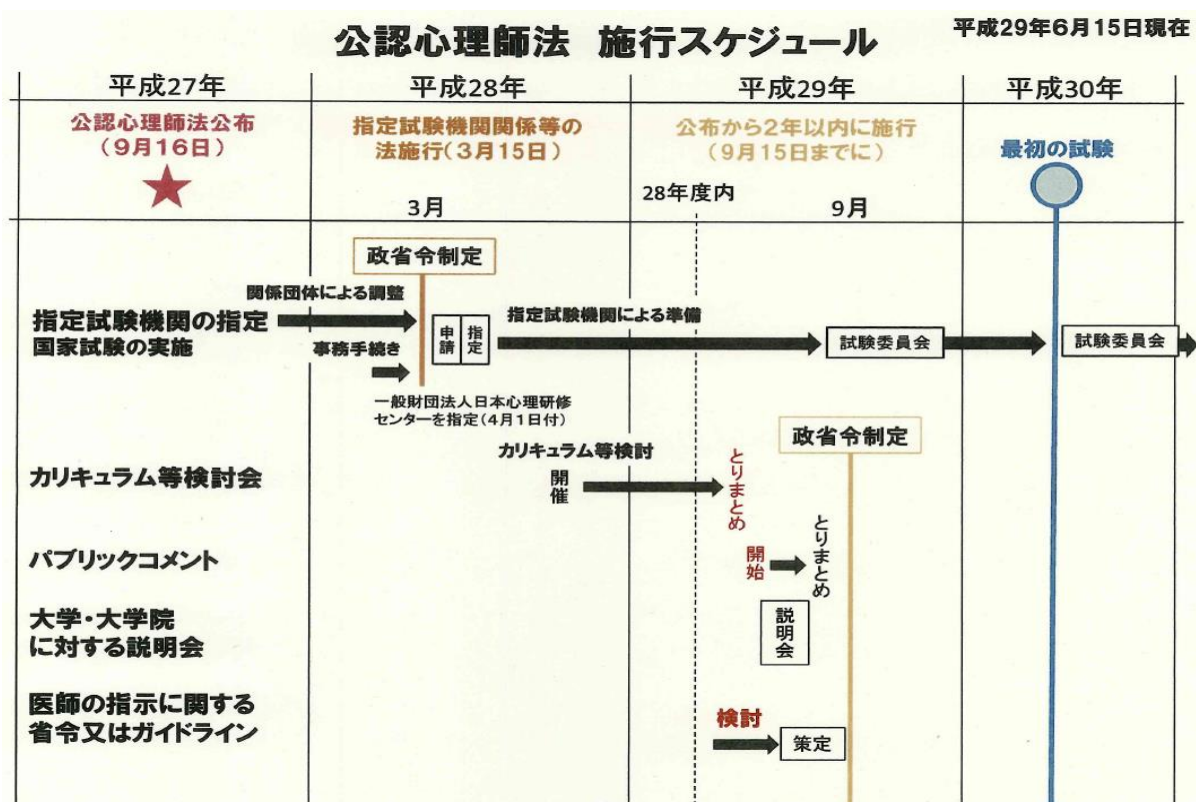 公認心理師法 施行スケジュール
平成29年6月15日現在
平成27年
平成28年
平成29年
平成30年
公認心理師法公布
(9月16日)
指定試験機関関係等の
法施行(3月15日)
公布から2年以内に施行
(9月15日までに)
最初の試験
3月
28年度内
9月
政省令制定
関係団体による調整
指定試験機関の指定
国家試験の実施
事務手続き
申請
指定
指定試験機関による準備
試験委員会
試験委員会
一般財団法人日本心理研修
センターを指定(4月1日付)
政省令制定
カリキュラム等検討会
カリキュラム等検討
開催
とりまとめ
パブリックコメント
開始
とりまとめ
大学・大学院
に対する説明会
説明会
医師の指示に関する
省令又はガイドライン
検討
策定